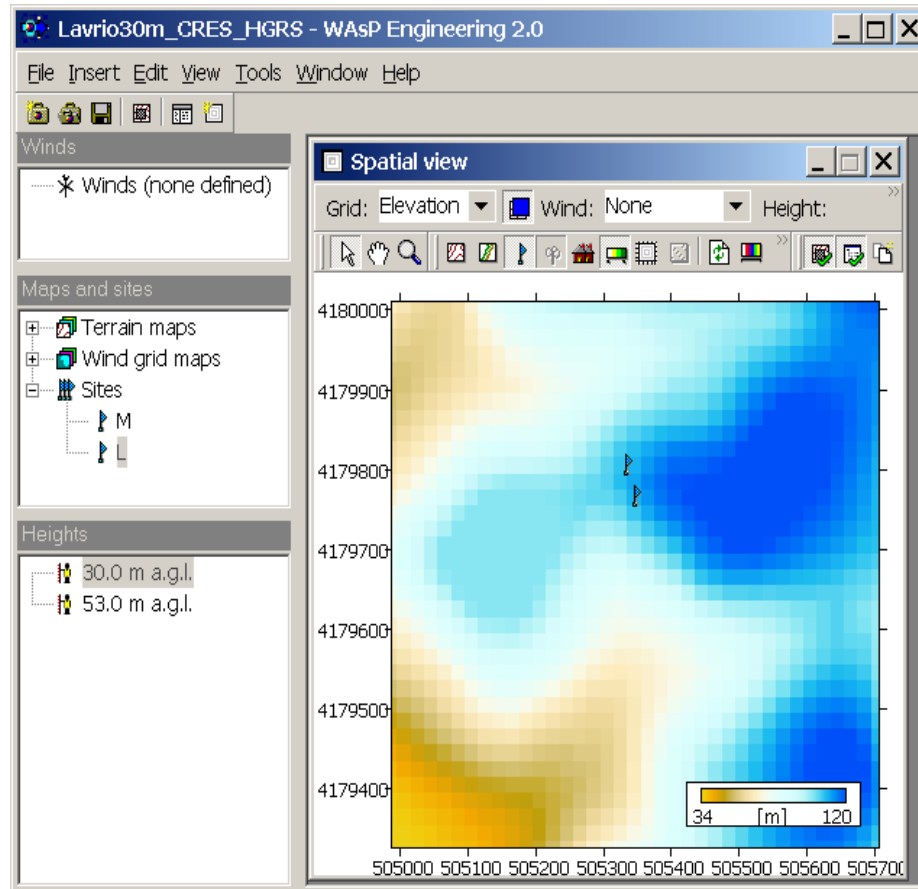 Lavrio30m_CRES_HGRS - WAsP Engineering 2.0
File Insert Edit View Tools Window Help
Winds
Winds (none defined)
Maps and sites
Terrain maps
Wind grid maps
Sites
M
L
Heights
30.0 m a.g.l.
53.0 m a.g.l.
Spatial view
Grid: Elevation Wind: None Height:
4180000
4179900
4179800
4179700
4179600
4179500
4179400
34 [m] 120
505000 505100 505200 505300 505400 505500 505600 505700